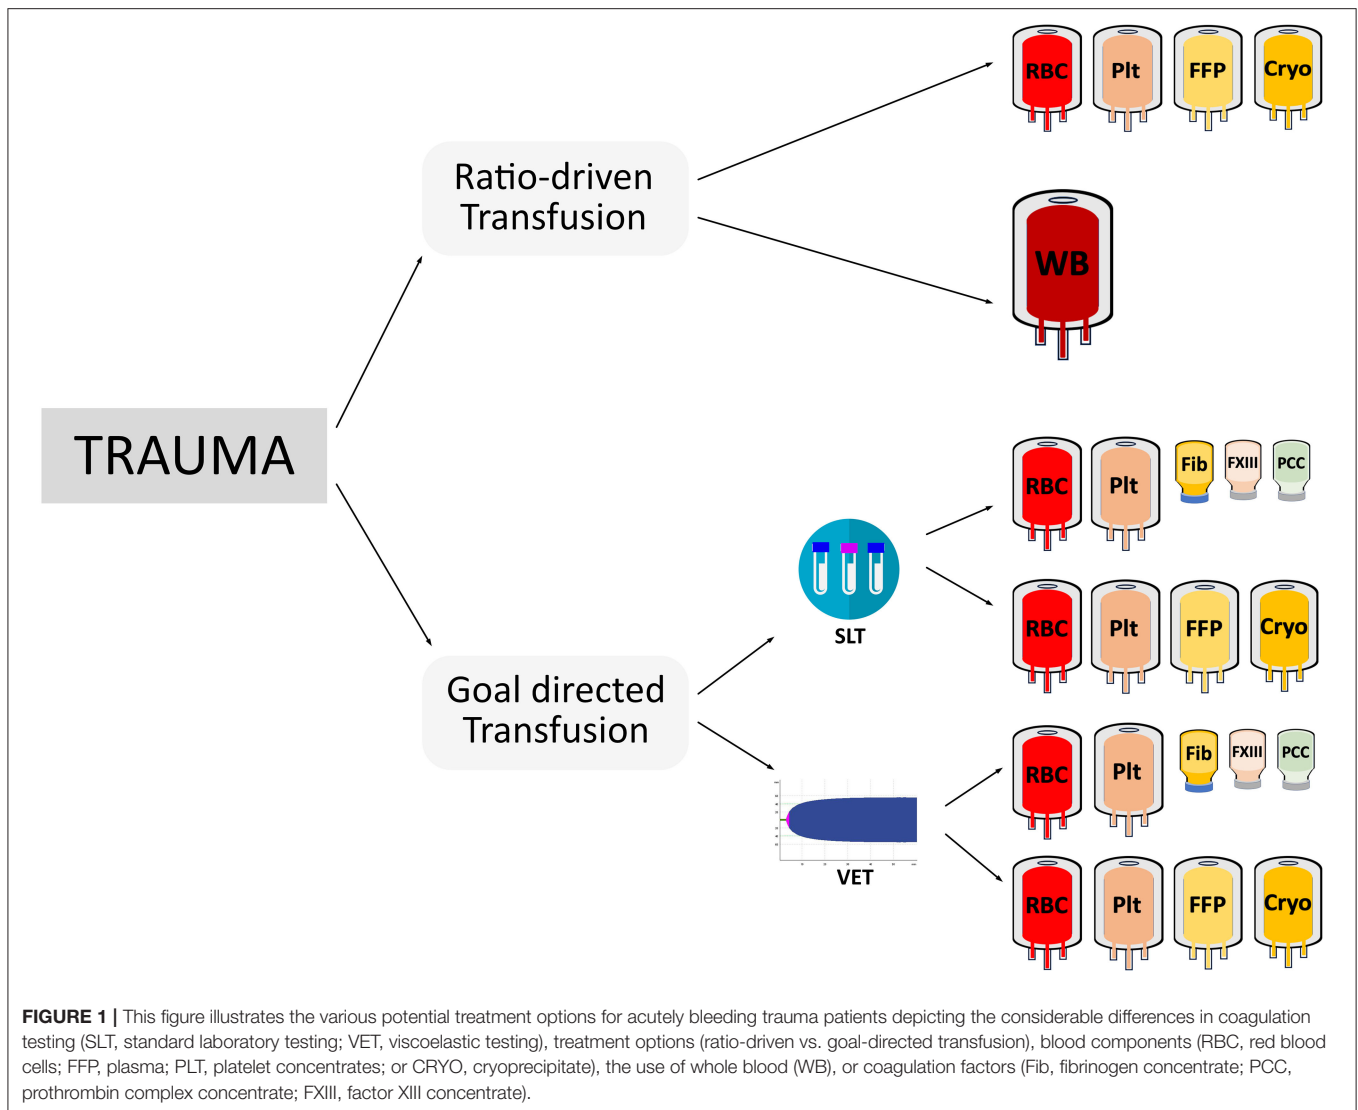 RBC Plt FFP Cryo
Ratio-driven
Transfusion
WB
TRAUMA
RBC Plt Fib FXIII PCC
SLT
RBC Plt FFP Cryo
Goal directed
Transfusion
RBC Plt Fib FXIII PCC
VET
RBC Plt FFP Cryo
FIGURE 1 | This figure illustrates the various potential treatment options for acutely bleeding trauma patients depicting the considerable differences in coagulation
testing (SLT, standard laboratory testing; VET, viscoelastic testing), treatment options (ratio-driven vs. goal-directed transfusion), blood components (RBC, red blood
cells; FFP, plasma; PLT, platelet concentrates; or CRYO, cryoprecipitate), the use of whole blood (WB), or coagulation factors (Fib, fibrinogen concentrate; PCC,
prothrombin complex concentrate; FXIII, factor XIII concentrate).